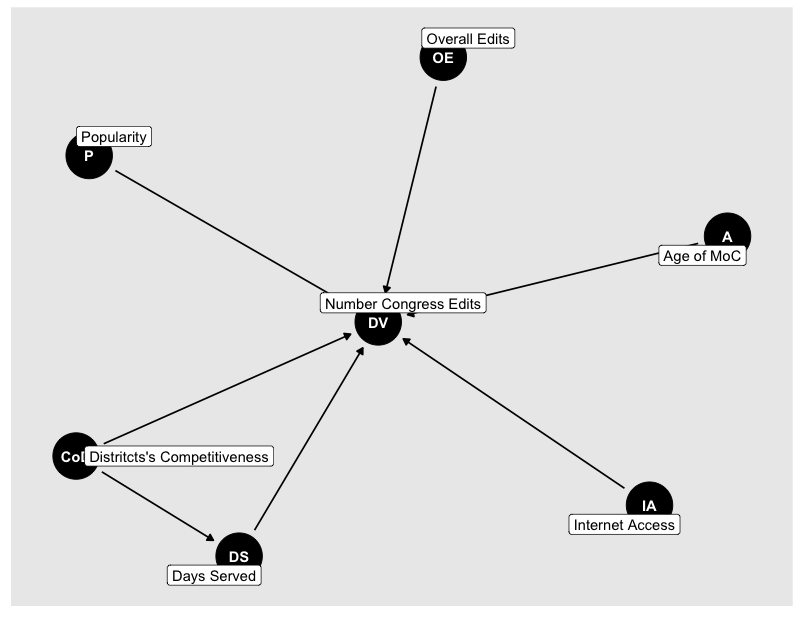 Overall Edits
OE
Popularity
P
A
Age of MoC
Number Congress Edits
DV
CoD
Distritcts's Competitiveness
IA
Internet Access
DS
Days Served